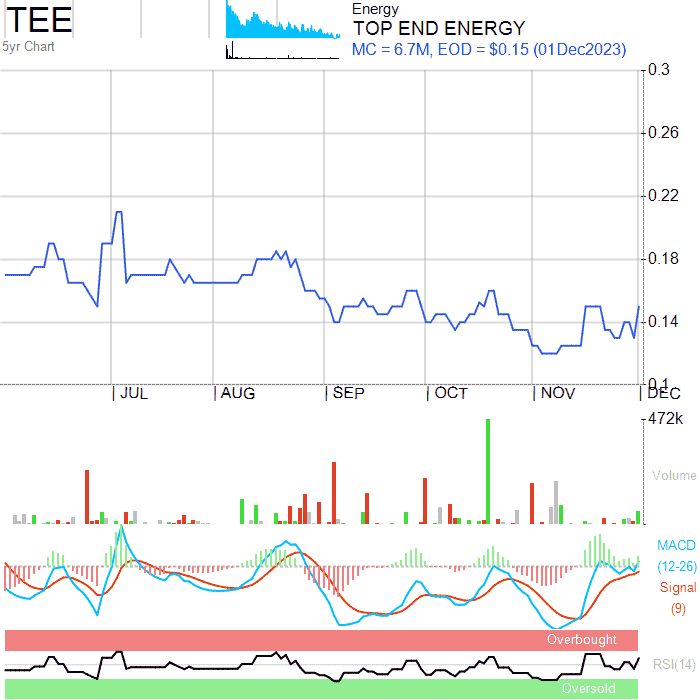 TEE
5yr Chart
Energy
TOP END ENERGY
MC = 6.7M, EOD = $0.15 (01Dec2023)
0.3
0.26
0.22
0.18
0.14
0.1
JUL
AUG
SEP
OCT
NOV
DEC
472k
Volume
MACD
(12-26)
Signal
(9)
Overbought
RSI(14)
Oversold